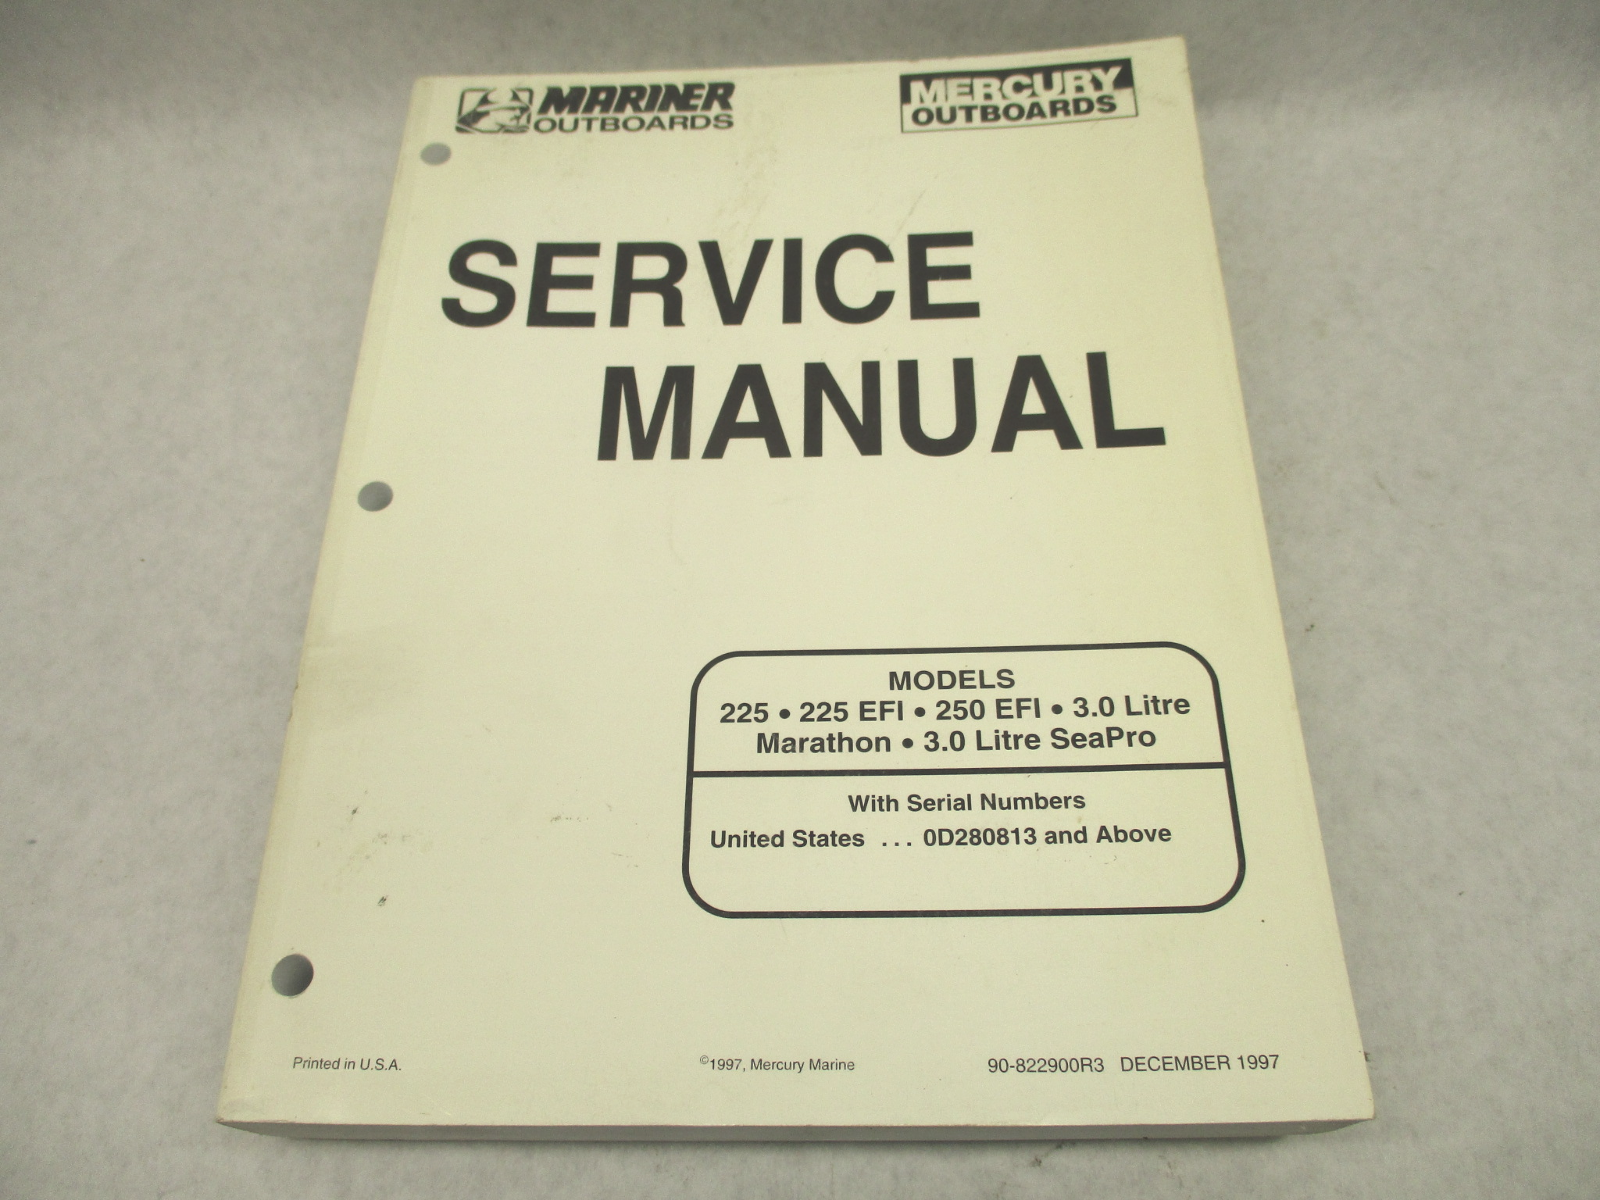 MARINER
OUTBOARDS
MERCURY
OUTBOARDS
SERVICE
MANUAL
MODELS
225 • 225 EFI • 250 EFI • 3.0 Litre
Marathon • 3.0 Litre SeaPro
With Serial Numbers
United States ... 0D280813 and Above
Printed in U.S.A.
©1997, Mercury Marine
90-822900R3 DECEMBER 1997